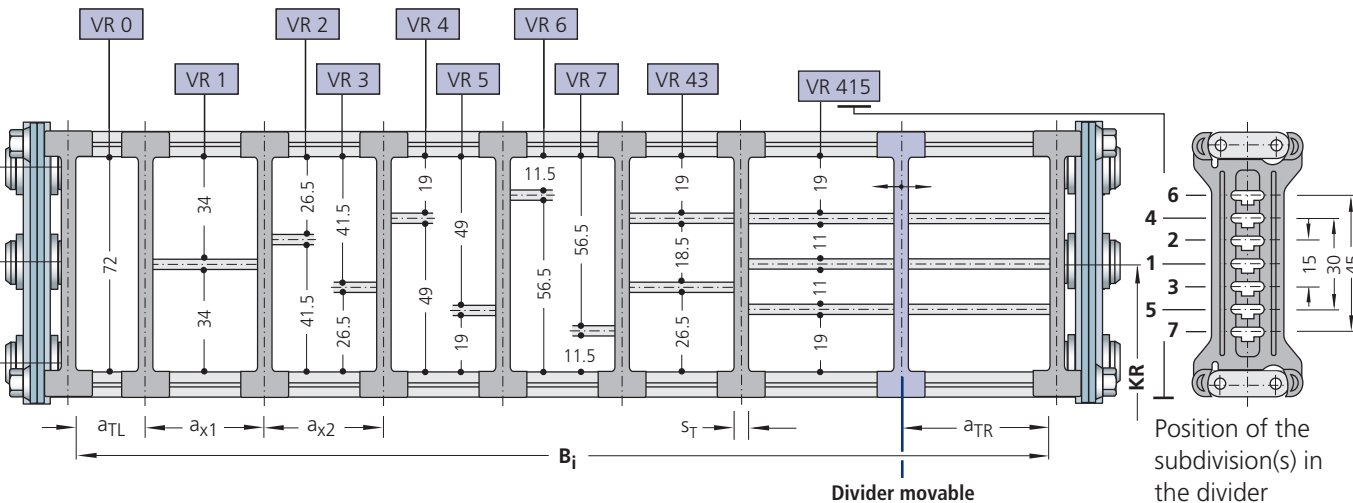 VR 0
VR 2
VR 4
VR 6
VR 1
VR 3
VR 5
VR 7
VR 43
VR 415
72
34
34
26.5
41.5
41.5
26.5
19
49
49
19
11.5
56.5
56.5
11.5
19
18.5
26.5
19
11
11
19
6
4
2
1
3
5
7
15
30
45
KR
aTL
ax1
ax2
sT
aTR
Bi
Divider movable
Position of the
subdivision(s) in
the divider